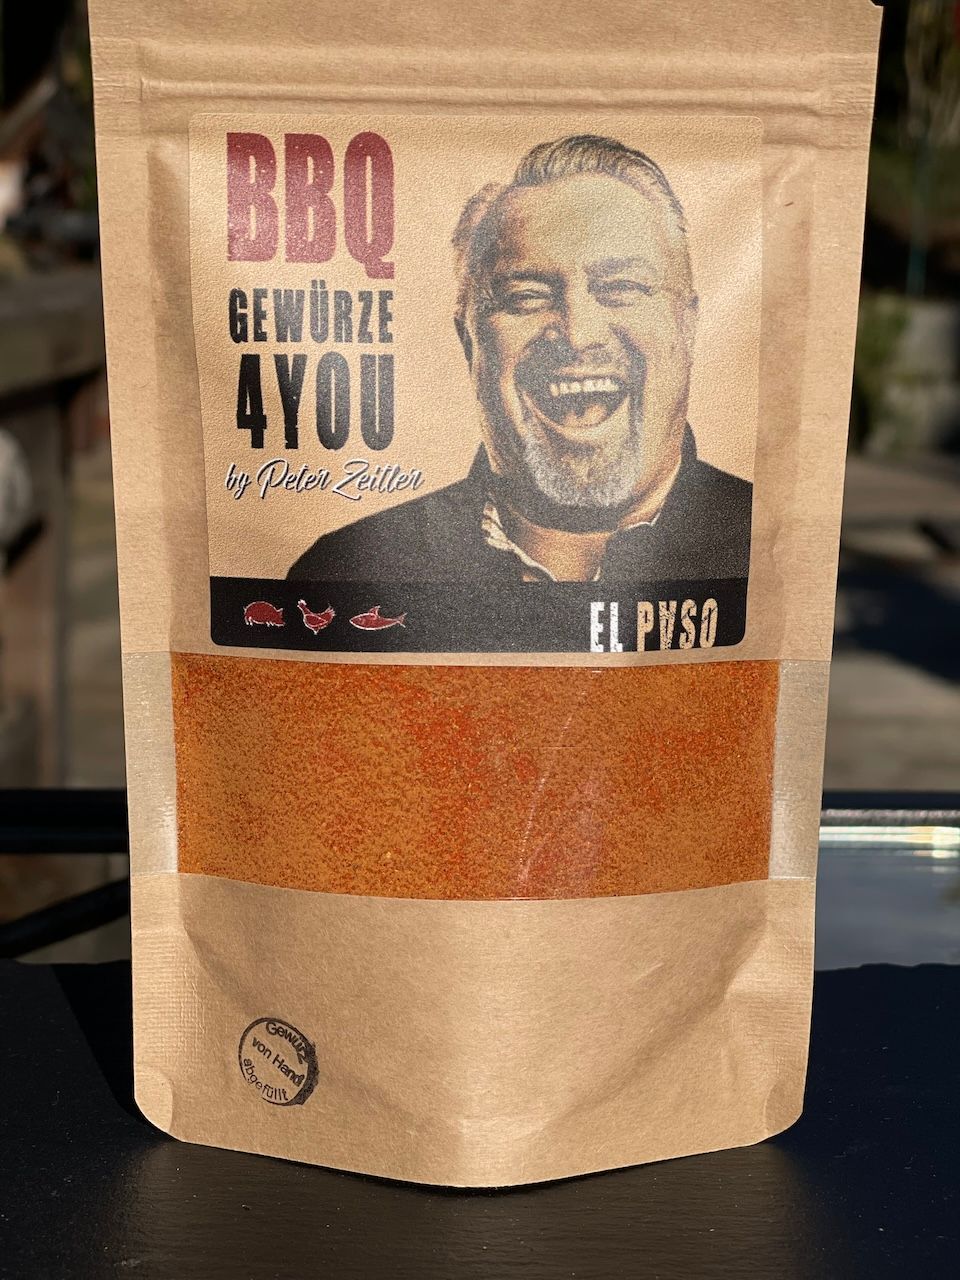 BBQ
GEWÜRZE
4YOU
by Peter Zeitler
EL PASO
Gewürz
von Hand
abgefüllt